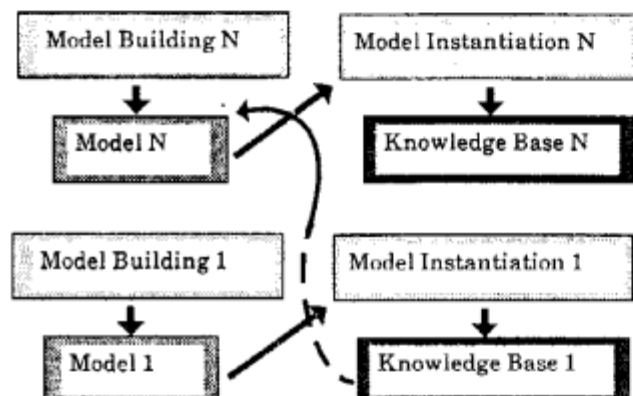 Model Building N
Model Instantiation N
Model N
Knowledge Base N
Model Building 1
Model Instantiation 1
Model 1
Knowledge Base 1